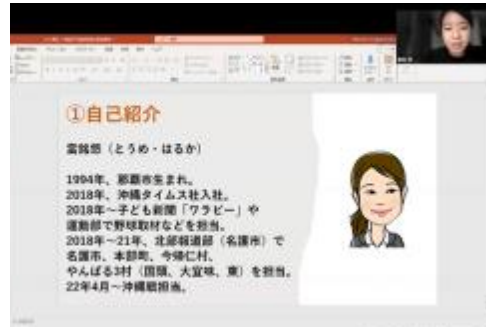 ①自己紹介
當銘悠（とうめ・はるか）
1994年、那覇市生まれ。
2018年、沖縄タイムス社入社。
2018年～子ども新聞「ワラビー」や
運動部で野球取材などを担当。
2018年～21年、北部報道部（名護市）で
名護市、本部町、今帰仁村、
やんばる3村（国頭、大宜味、東）を担当。
22年4月～沖縄戦担当。